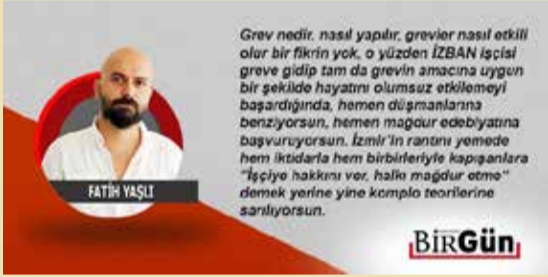 Grev nedir, nasıl yapılır, grevler nasıl etkili
olur bir fikrin yok, o yüzden İZBAN işçisi
greve gidip tam da grevin amacına uygun
bir şekilde hayatını olumsuz etkilemeyi
başardığında, hemen düşmanlarına
benziyorsun, hemen mağdur edebiyatına
başvuruyorsun. İzmir'in rantını yemede
hem iktidarla hem birbirleriyle kapışanlara
"İşçiye hakkını ver, halkı mağdur etme"
demek yerine yine komplo teorilerine
sarılıyorsun.
FATİH YAŞLI
BİRGün